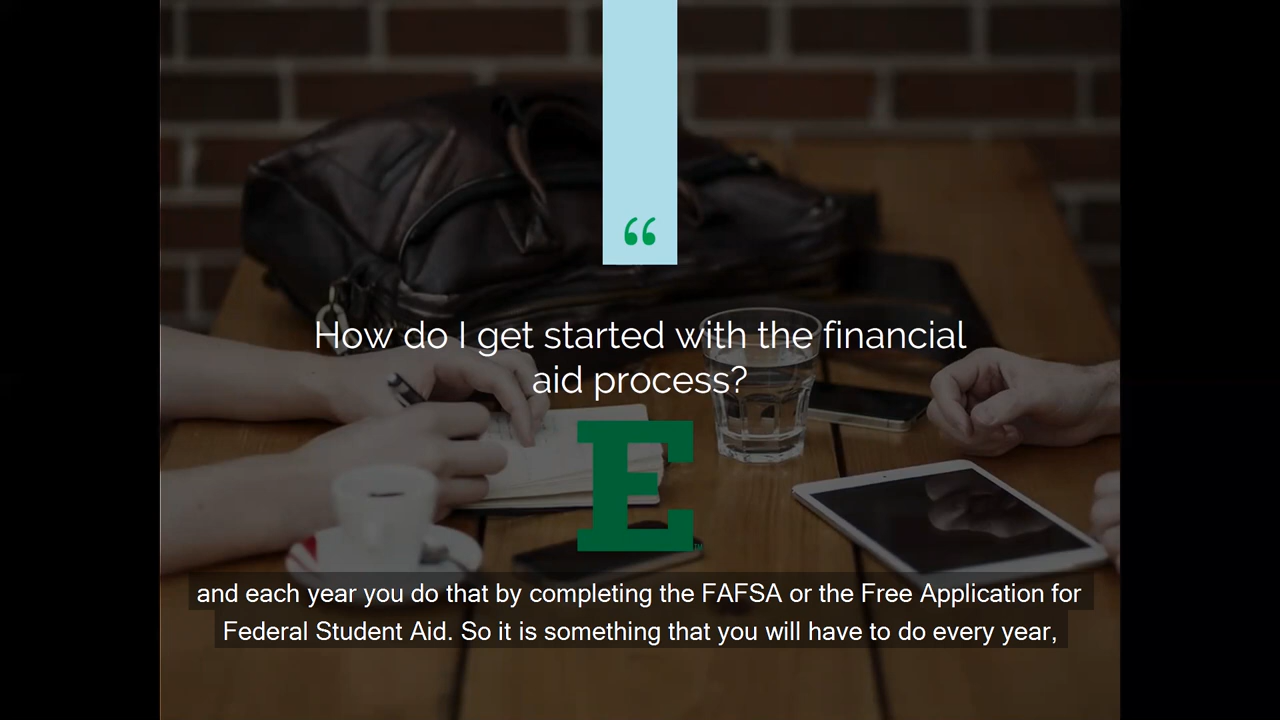 “
How do I get started with the financial
aid process?
E
TM
and each year you do that by completing the FAFSA or the Free Application for
Federal Student Aid. So it is something that you will have to do every year,